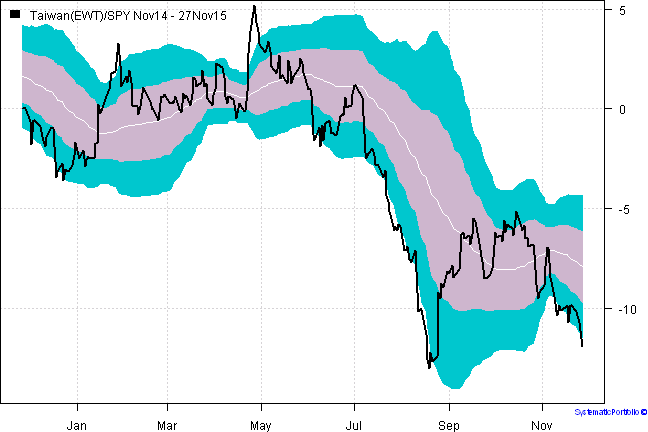 Taiwan(EWT)/SPY Nov14 - 27Nov15
5
0
-5
-10
Jan Mar May Jul Sep Nov
SystematicPortfolio ©